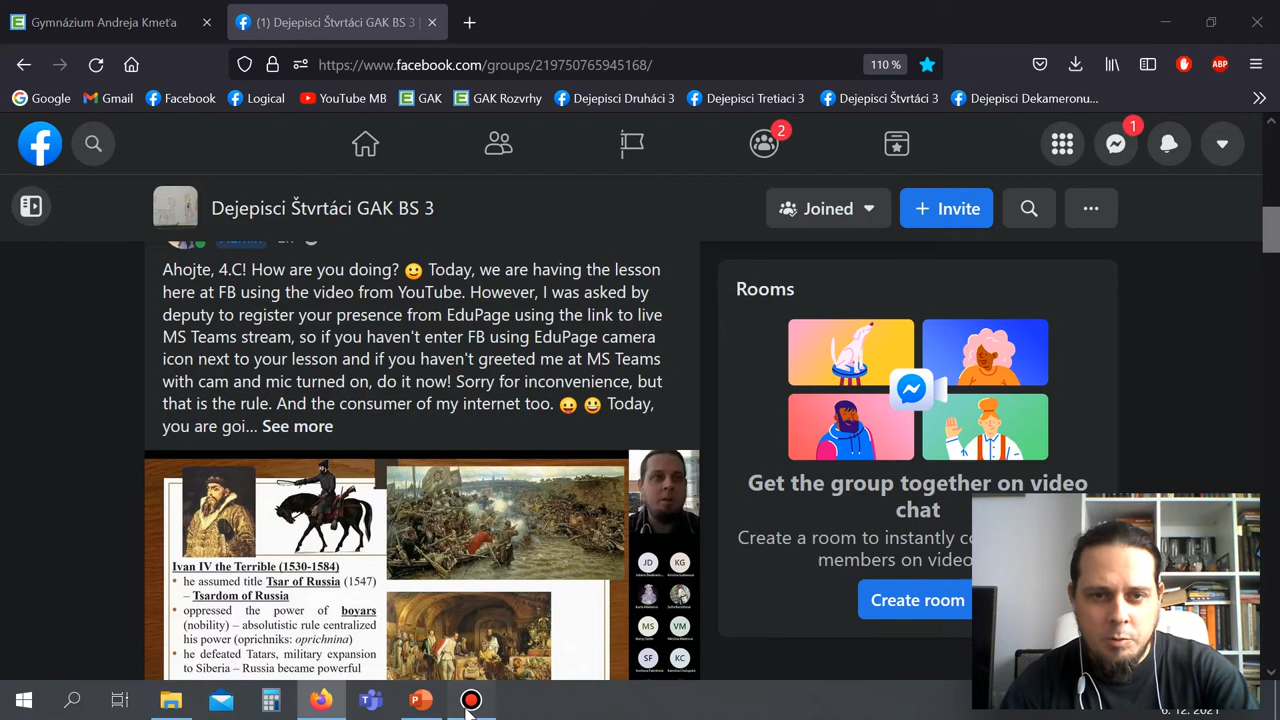 Gymnázium Andreja Kmeťa
(1) Dejepisci Štvrtáci GAK BS 3 |
https://www.facebook.com/groups/219750765945168/
110 %
ABP
Google
Gmail
Facebook
Logical
YouTube MB
GAK
GAK Rozvrhy
Dejepisci Druháci 3
Dejepisci Tretiaci 3
Dejepisci Štvrtáci 3
Dejepisci Dekameronu...
2
1
Dejepisci Štvrtáci GAK BS 3
Joined
+ Invite
Ahojte, 4.C! How are you doing? 😀 Today, we are having the lesson
here at FB using the video from YouTube. However, I was asked by
deputy to register your presence from EduPage using the link to live
MS Teams stream, so if you haven't enter FB using EduPage camera
icon next to your lesson and if you haven't greeted me at MS Teams
with cam and mic turned on, do it now! Sorry for inconvenience, but
that is the rule. And the consumer of my internet too. 😛 😀 Today,
you are goi... See more
Rooms
Get the group together on video
chat
Create a room to instantly
members on video
Create room
Ivan IV the Terrible (1530-1584)
• he assumed title Tsar of Russia (1547)
– Tsardom of Russia
• oppressed the power of boyars
(nobility) – absolutistic rule centralized
his power (oprichniks: oprichnina)
• he defeated Tatars, military expansion
to Siberia – Russia became powerful
JD
KG
MS
VM
SF
KC
6. 12. 2021